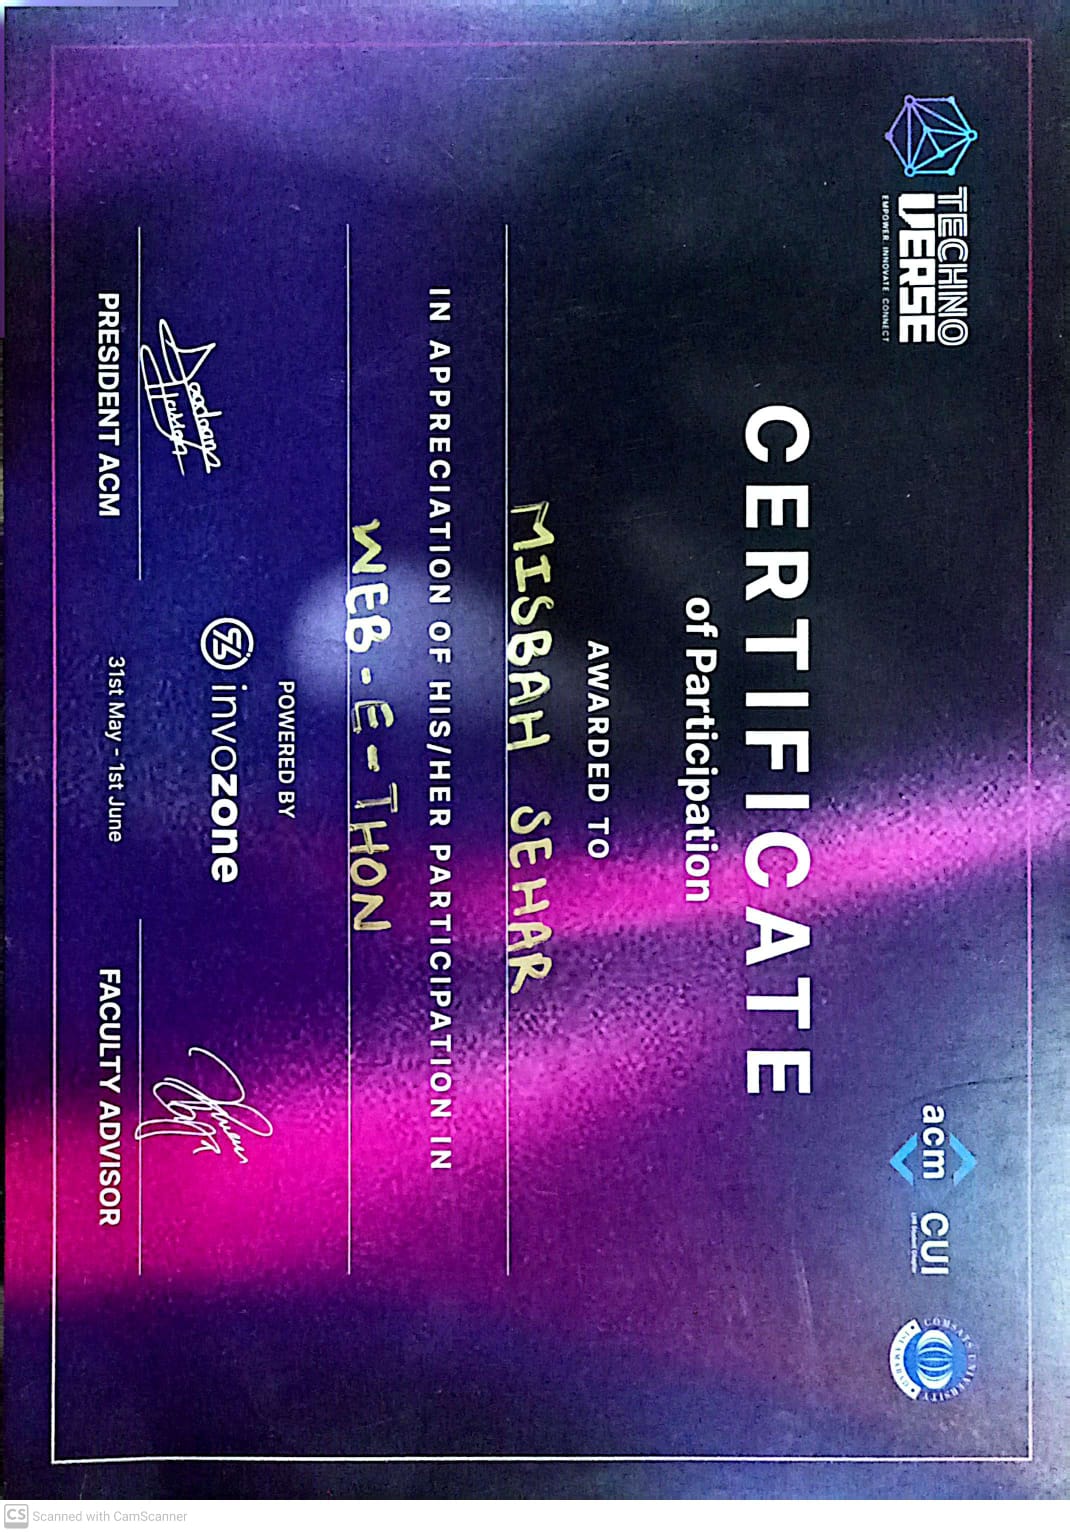 TECHNO
VERSE
EMPOWER. INNOVATE. CONNECT
acm
CUI
LHR Student Chapter
COMSATS UNIVERSITY
ISLAMABAD
CERTIFICATE
of Participation
AWARDED TO
MISBAH SEHAR
IN APPRECIATION OF HIS/HER PARTICIPATION IN
WEB-E-THON
POWERED BY
invozone
Hassan
PRESIDENT ACM
31st May - 1st June
FACULTY ADVISOR
CS Scanned with CamScanner